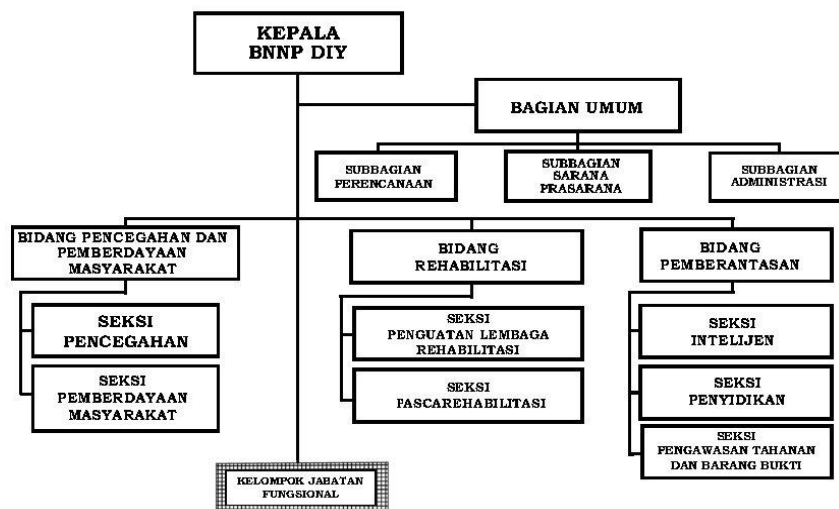 KEPALA
BNNP DIY
BAGIAN UMUM
SUBBAGIAN
PERENCANAAN
SUBBAGIAN
SARANA
PRASARANA
SUBBAGIAN
ADMINISTRASI
BIDANG PENCEGAHAN DAN
PEMBERDAYAAN
MASYARAKAT
BIDANG
REHABILITASI
BIDANG
PEMBERANTASAN
SEKSI
PENCEGAHAN
SEKSI
PEMBERDAYAAN
MASYARAKAT
SEKSI
PENGUATAN LEMBAGA
REHABILITASI
SEKSI
PASCAREHABILITASI
SEKSI
INTELIJEN
SEKSI
PENYIDIKAN
SEKSI
PENGAWASAN TAHANAN
DAN BARANG BUKTI
KELOMPOK JABATAN
FUNGSIONAL